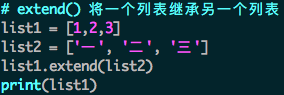 # extend() 将一个列表继承另一个列表
list1 = [1,2,3]
list2 = ['一', '二', '三']
list1.extend(list2)
print(list1)